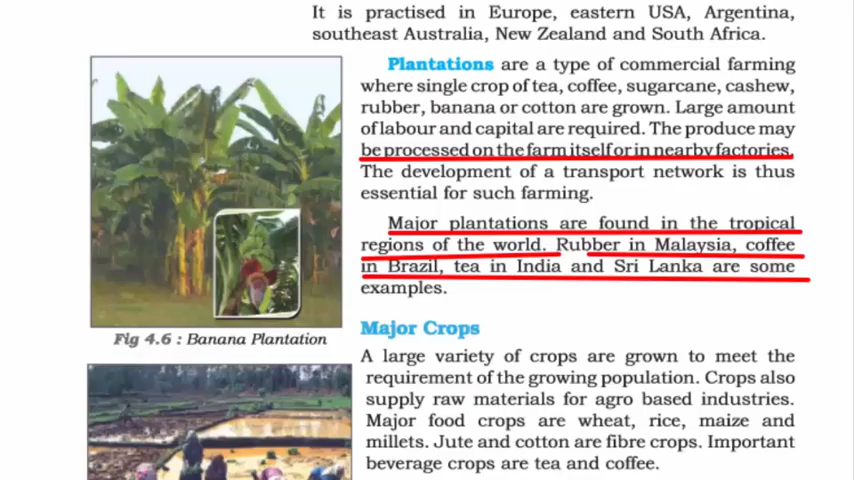 It is practised in Europe, eastern USA, Argentina,
southeast Australia, New Zealand and South Africa.
Plantations are a type of commercial farming
where single crop of tea, coffee, sugarcane, cashew,
rubber, banana or cotton are grown. Large amount
of labour and capital are required. The produce may
be processed on the farm itself or in nearby factories.
The development of a transport network is thus
essential for such farming.
Major plantations are found in the tropical
regions of the world. Rubber in Malaysia, coffee
in Brazil, tea in India and Sri Lanka are some
examples.
Fig 4.6 : Banana Plantation
Major Crops
A large variety of crops are grown to meet the
requirement of the growing population. Crops also
supply raw materials for agro based industries.
Major food crops are wheat, rice, maize and
millets. Jute and cotton are fibre crops. Important
beverage crops are tea and coffee.